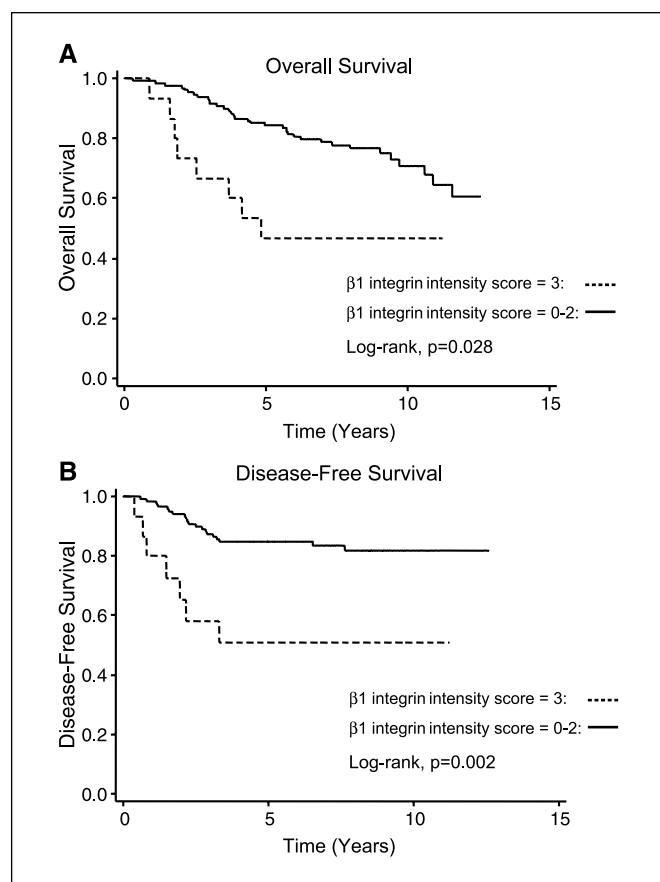 A
Overall Survival
1.0
0.8
0.6
0.4
0.2
0.0
Overall Survival
β1 integrin intensity score = 3:
β1 integrin intensity score = 0-2:
Log-rank, p=0.028
0 5 10 15
Time (Years)
B
Disease-Free Survival
1.0
0.8
0.6
0.4
0.2
0.0
Disease-Free Survival
β1 integrin intensity score = 3:
β1 integrin intensity score = 0-2:
Log-rank, p=0.002
0 5 10 15
Time (Years)